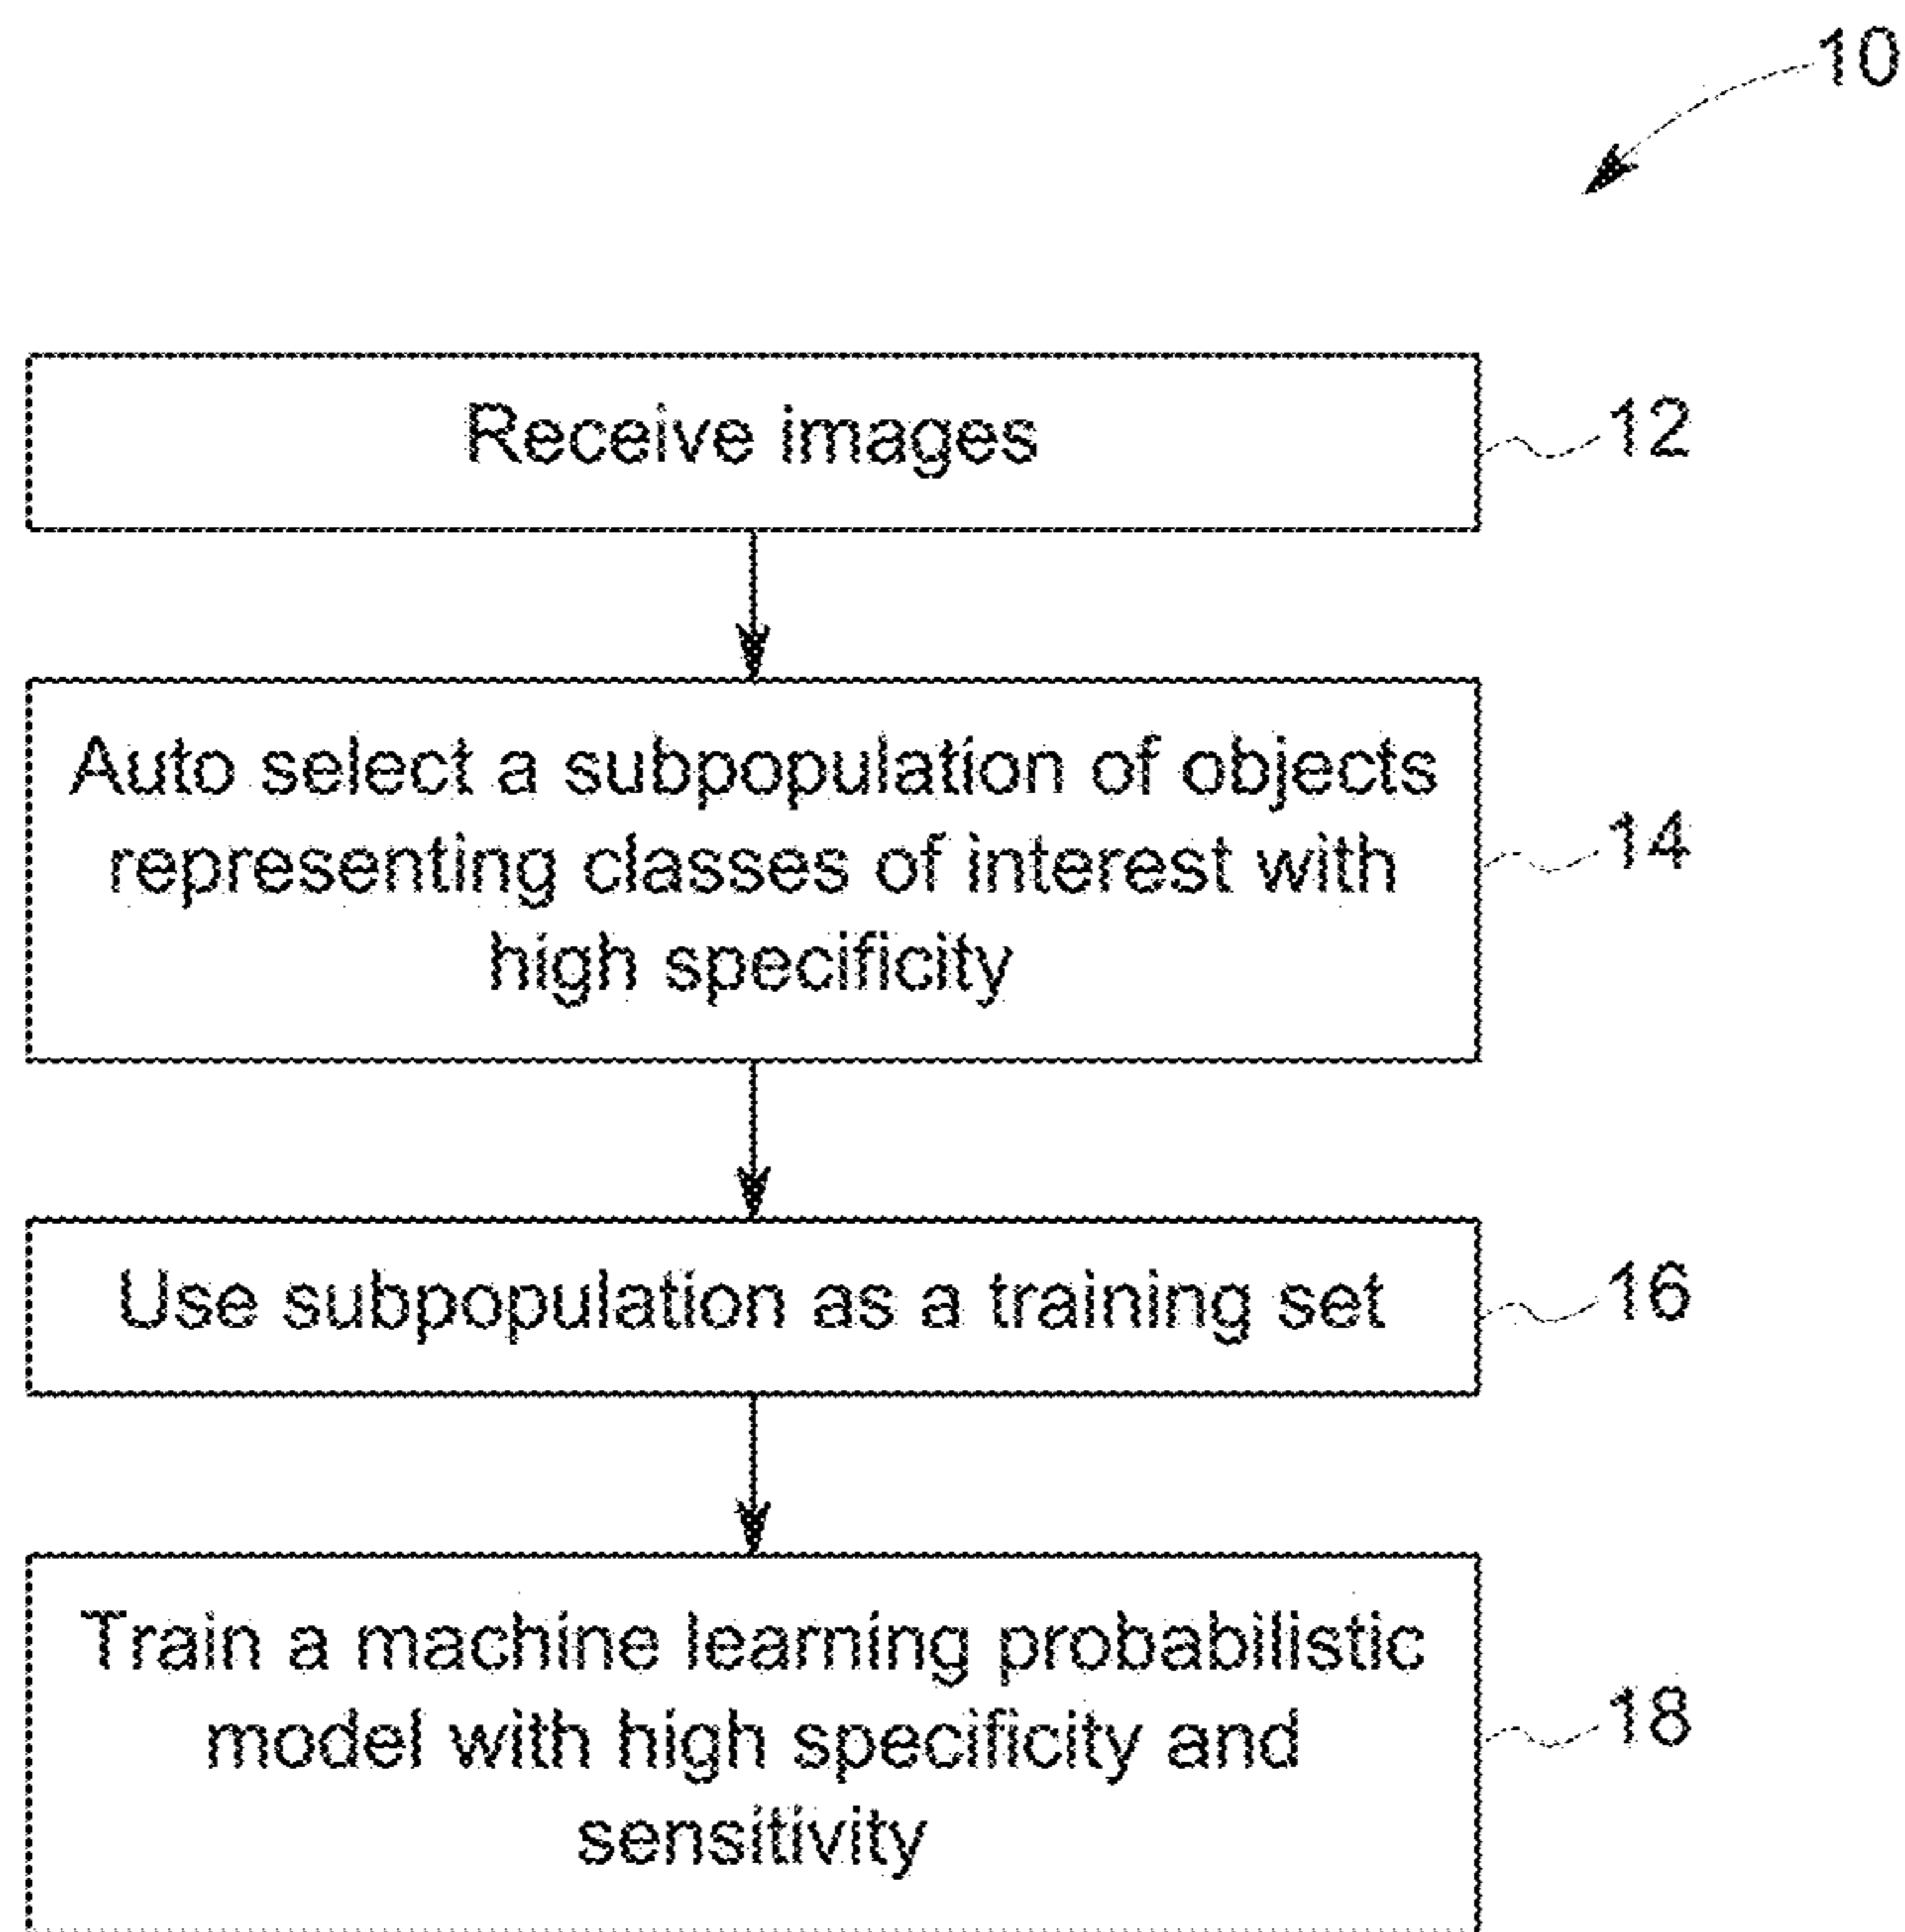 10
Receive images
12
Auto select a subpopulation of objects
representing classes of interest with
high specificity
14
Use subpopulation as a training set
16
Train a machine learning probabilistic
model with high specificity and
sensitivity
18